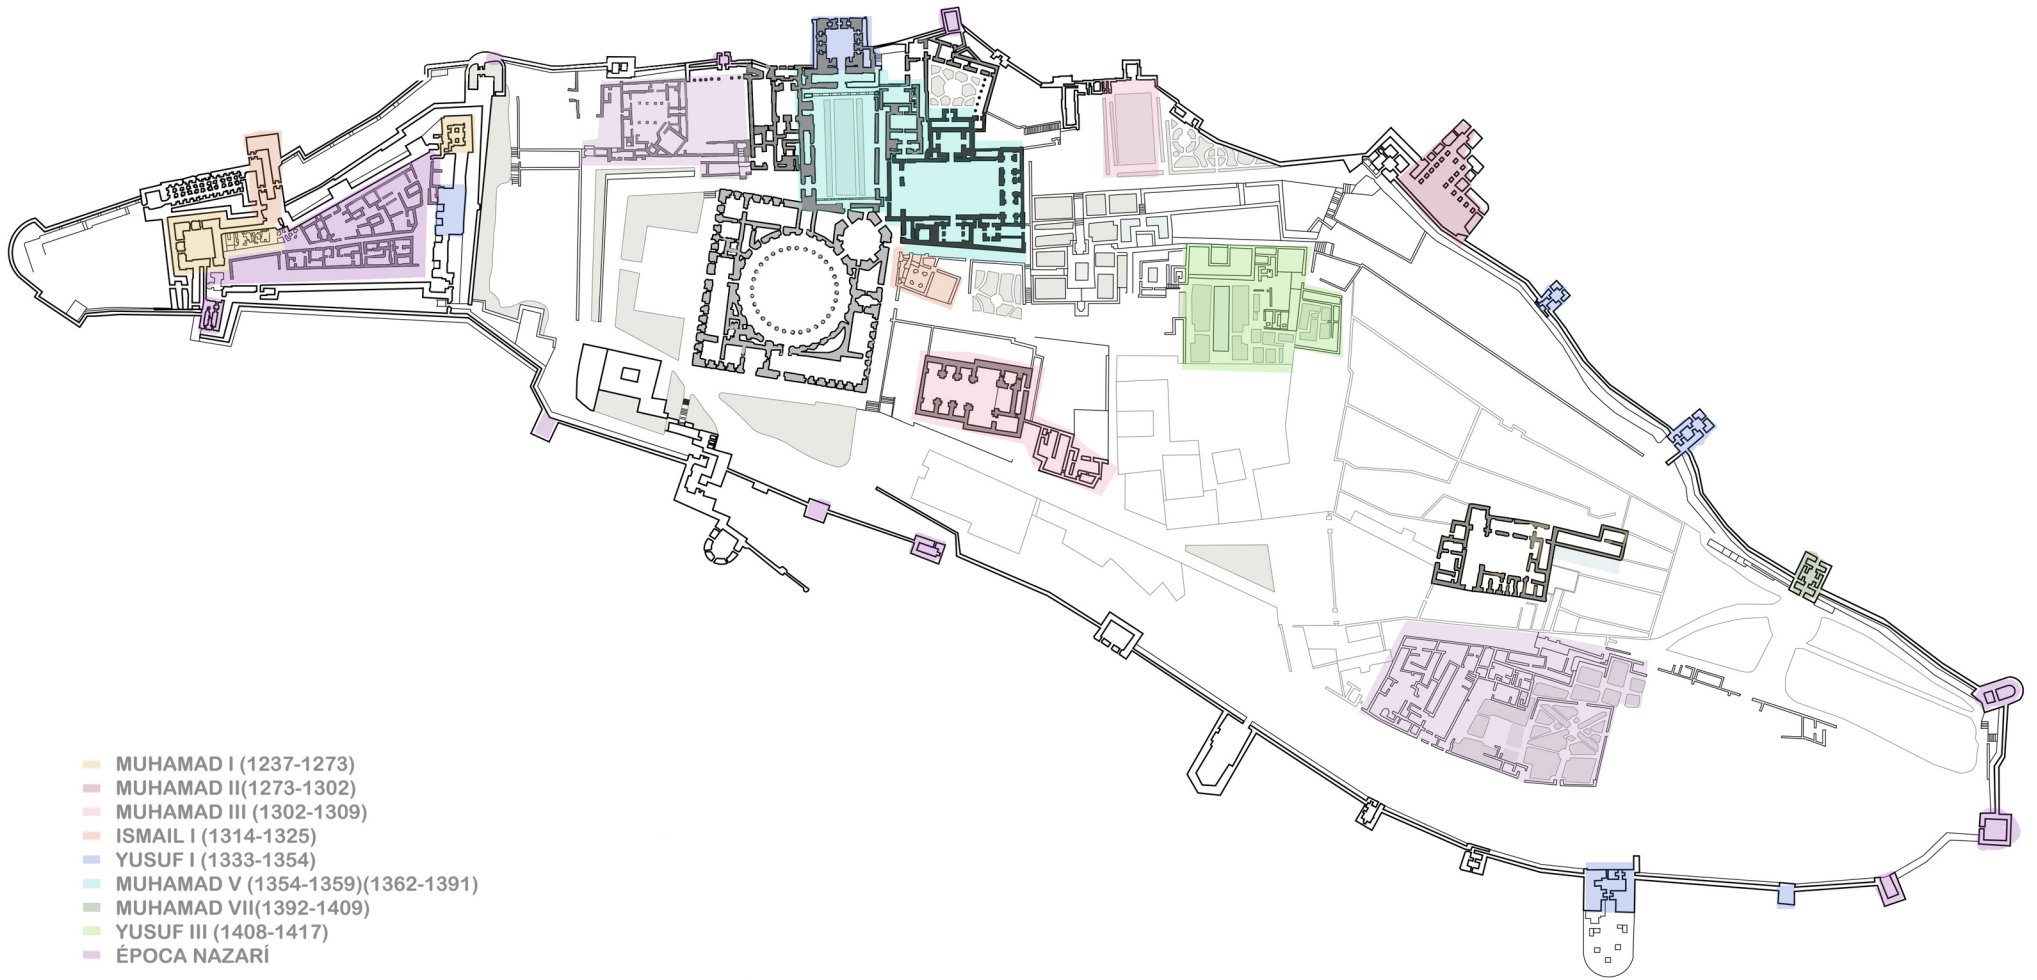 MUHAMAD I (1237-1273)
MUHAMAD II(1273-1302)
MUHAMAD III (1302-1309)
ISMAIL I (1314-1325)
YUSUF I (1333-1354)
MUHAMAD V (1354-1359)(1362-1391)
MUHAMAD VII(1392-1409)
YUSUF III (1408-1417)
ÉPOCA NAZARÍ